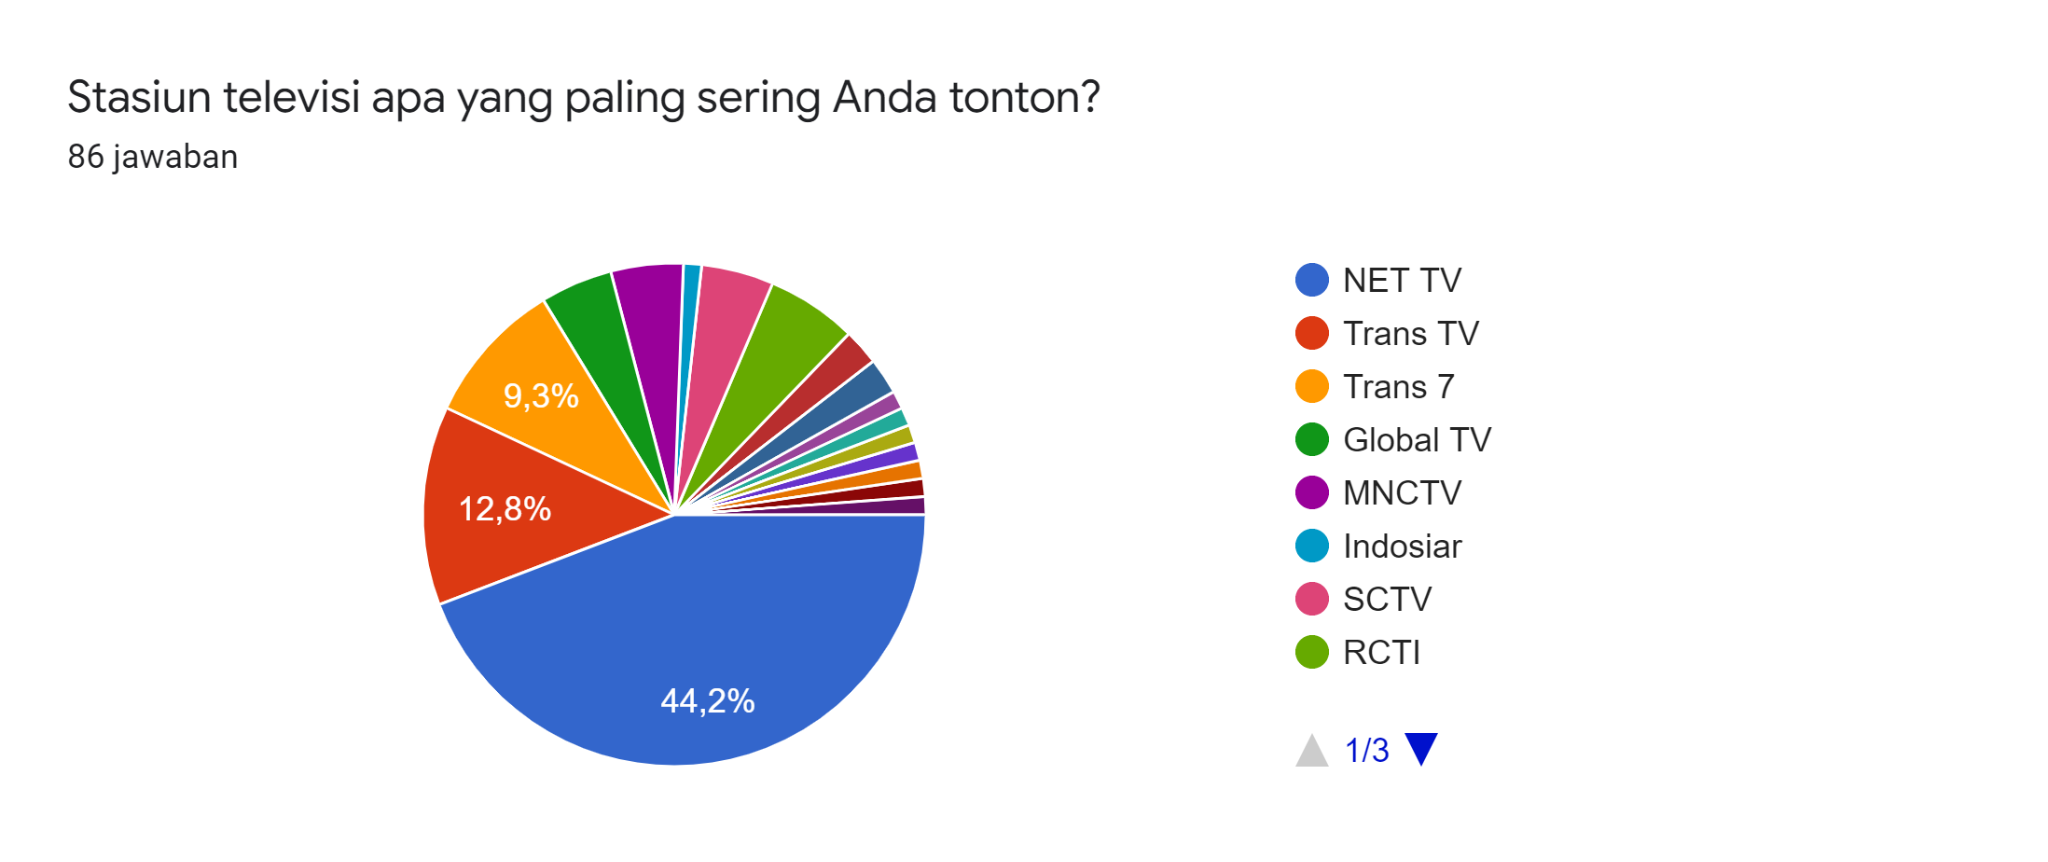 Stasiun televisi apa yang paling sering Anda tonton?
86 jawaban
9,3%
12,8%
44,2%
NET TV
Trans TV
Trans 7
Global TV
MNCTV
Indosiar
SCTV
RCTI
1/3